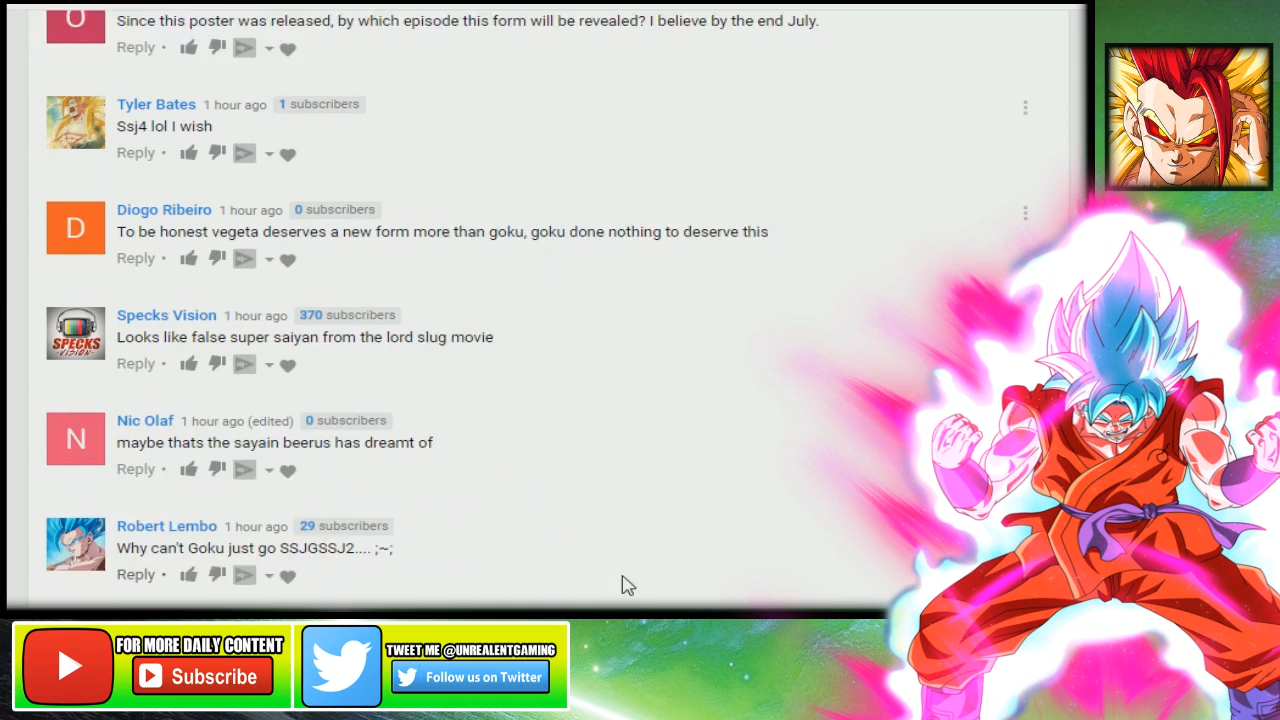 O
Since this poster was released, by which episode this form will be revealed? I believe by the end July.
Reply •
Tyler Bates 1 hour ago 1 subscribers
Ssj4 lol I wish
Reply •
D
Diogo Ribeiro 1 hour ago 0 subscribers
To be honest vegeta deserves a new form more than goku, goku done nothing to deserve this
Reply •
Specks Vision 1 hour ago 370 subscribers
SPECKS
VISION
Looks like false super saiyan from the lord slug movie
Reply •
N
Nic Olaf 1 hour ago (edited) 0 subscribers
maybe thats the sayain beerus has dreamt of
Reply •
Robert Lembo 1 hour ago 29 subscribers
Why can't Goku just go SSJGSSJ2.... ;~;
Reply •
FOR MORE DAILY CONTENT
Subscribe
TWEET ME @UNREALENTGAMING
Follow us on Twitter